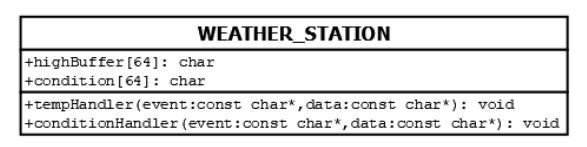 WEATHER_STATION
+highBuffer[64]: char
+condition[64]: char
+tempHandler(event:const char*,data:const char*): void
+conditionHandler(event:const char*,data:const char*): void